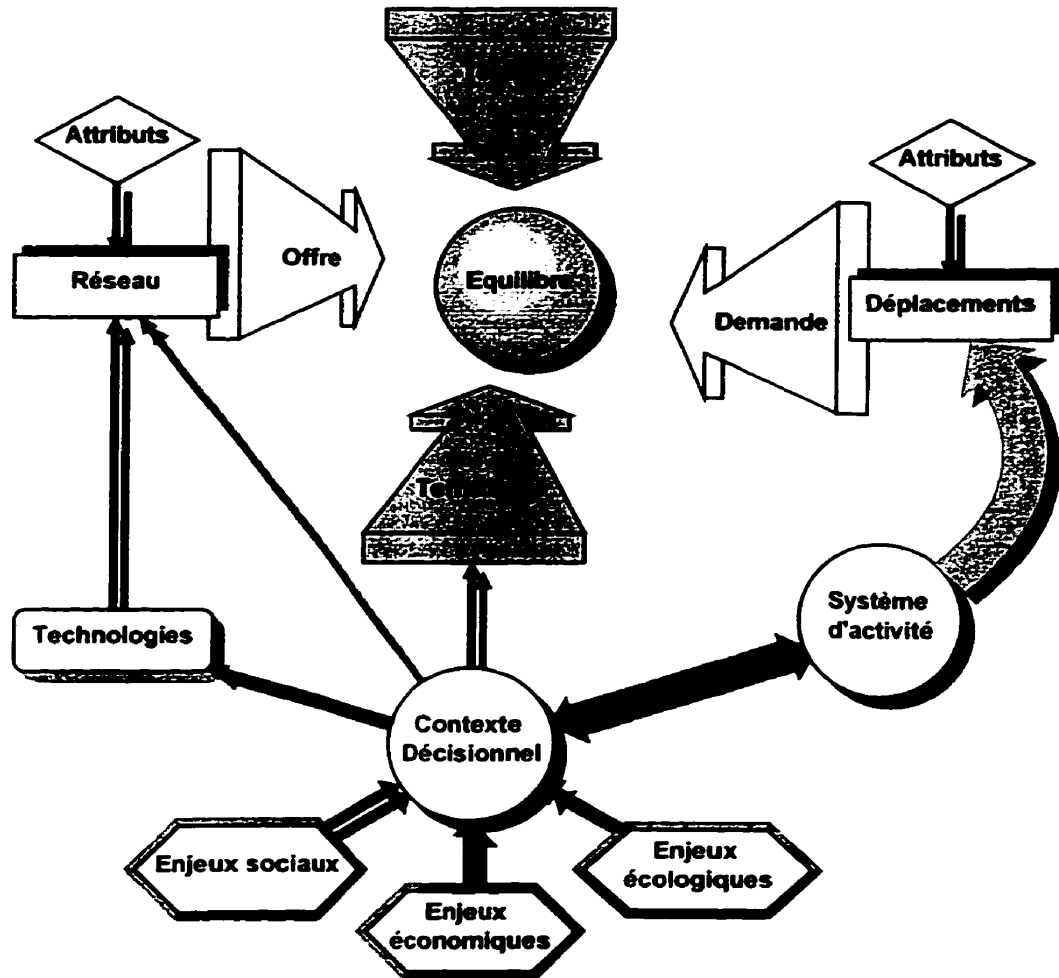 Attributs
Attributs
Offre
Equilibre
Réseau
Déplacements
Demande
Technologies
Système
d'activité
Contexte
Décisionnel
Enjeux sociaux
Enjeux
écologiques
Enjeux
économiques